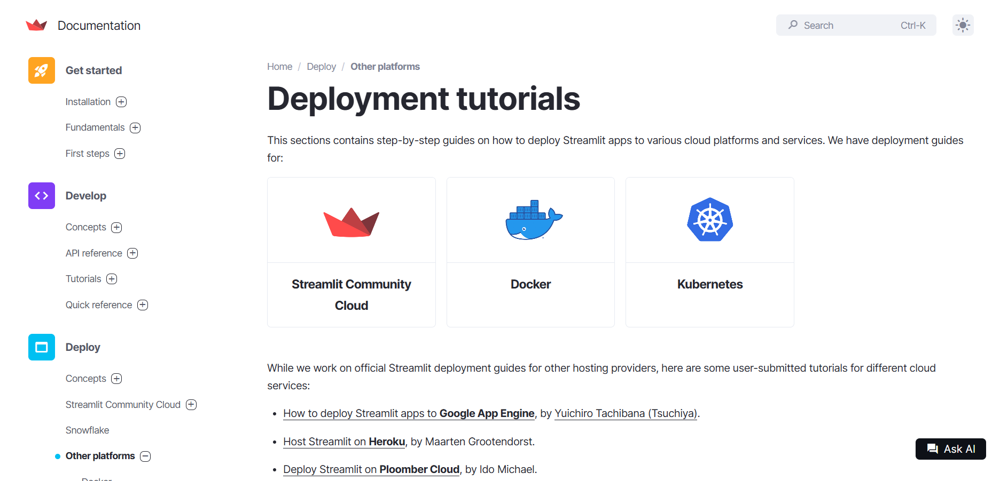 Documentation
Search Ctrl-K
Get started
Installation
Fundamentals
First steps
Develop
Concepts
API reference
Tutorials
Quick reference
Deploy
Concepts
Streamlit Community Cloud
Snowflake
Other platforms
Docker
Home / Deploy / Other platforms
Deployment tutorials
This sections contains step-by-step guides on how to deploy Streamlit apps to various cloud platforms and services. We have deployment guides
for:
Streamlit Community
Cloud
Docker
Kubernetes
While we work on official Streamlit deployment guides for other hosting providers, here are some user-submitted tutorials for different cloud
services:
• How to deploy Streamlit apps to Google App Engine, by Yuichiro Tachibana (Tsuchiya).
• Host Streamlit on Heroku, by Maarten Grootendorst.
• Deploy Streamlit on Ploomber Cloud, by Ido Michael.
Ask AI